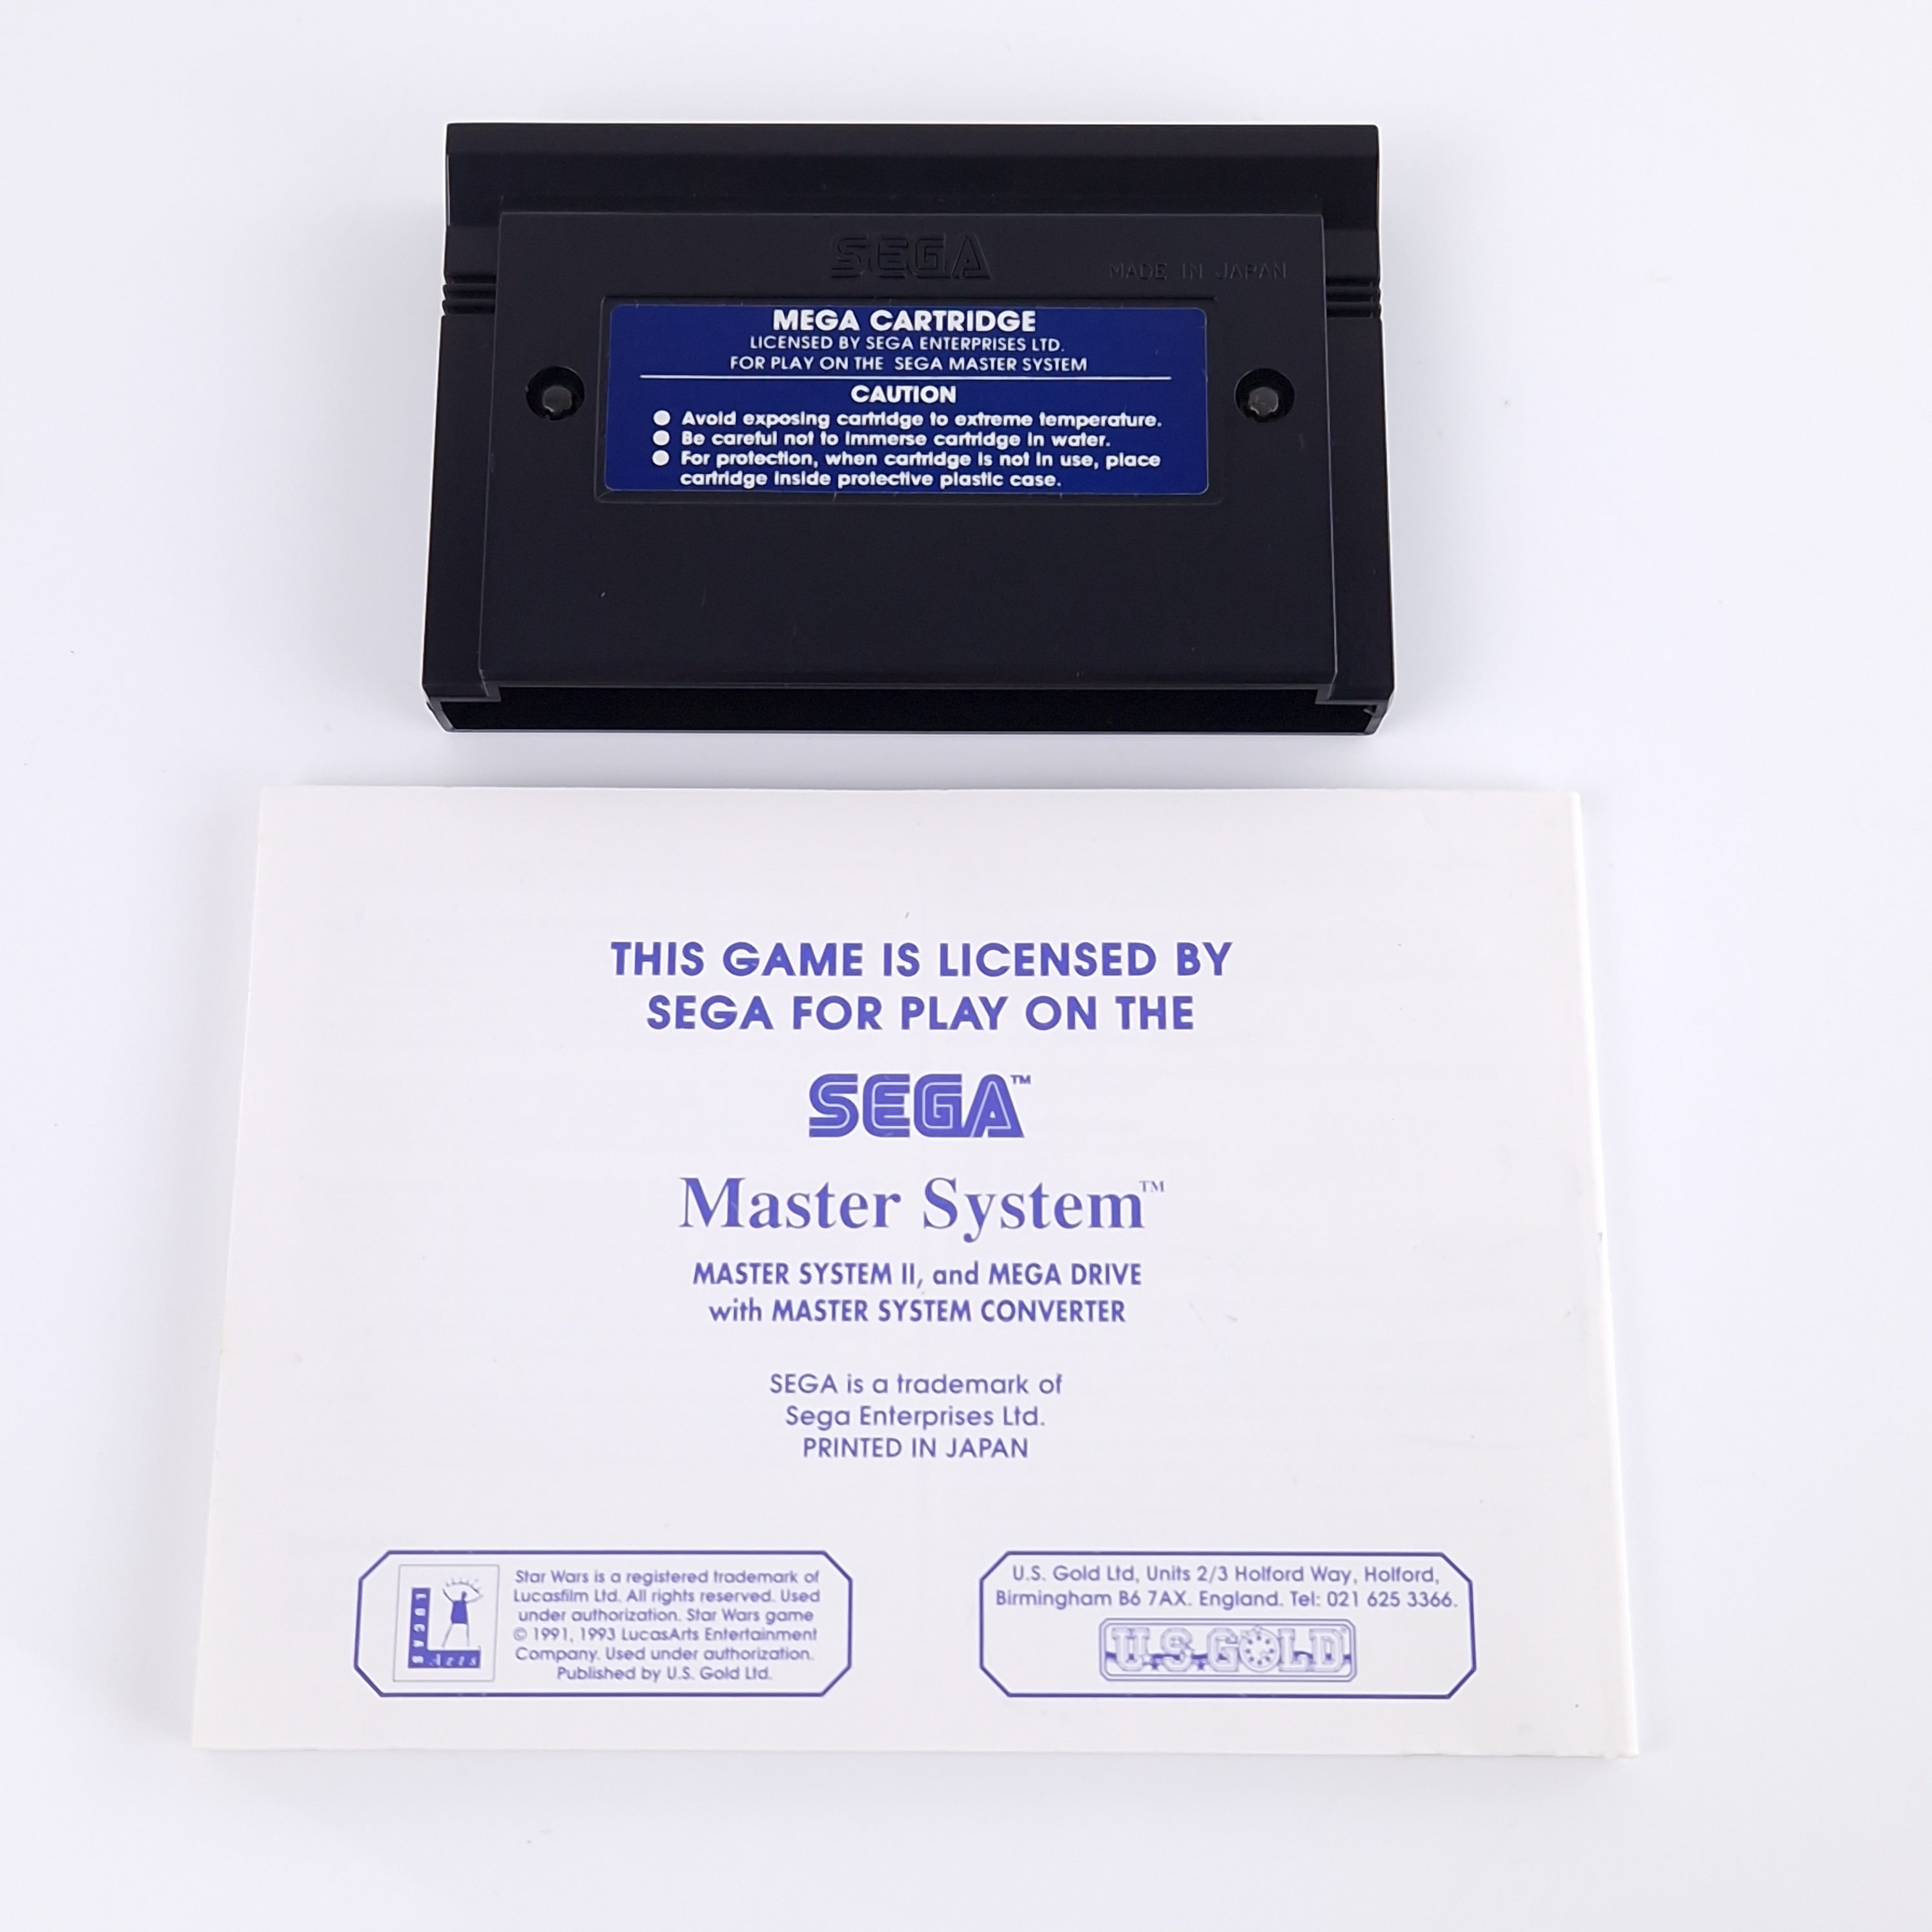 SEGA
MADE IN JAPAN
MEGA CARTRIDGE
LICENSED BY SEGA ENTERPRISES LTD.
FOR PLAY ON THE SEGA MASTER SYSTEM
CAUTION
● Avoid exposing cartridge to extreme temperature.
● Be careful not to immerse cartridge in water.
● For protection, when cartridge is not in use, place
cartridge inside protective plastic case.
THIS GAME IS LICENSED BY
SEGA FOR PLAY ON THE
SEGA™
Master System™
MASTER SYSTEM II, and MEGA DRIVE
with MASTER SYSTEM CONVERTER
SEGA is a trademark of
Sega Enterprises Ltd.
PRINTED IN JAPAN
LUCAS
Arts
Star Wars is a registered trademark of
Lucasfilm Ltd. All rights reserved. Used
under authorization. Star Wars game
© 1991, 1993 LucasArts Entertainment
Company. Used under authorization.
Published by U.S. Gold Ltd.
U.S. Gold Ltd, Units 2/3 Holford Way, Holford,
Birmingham B6 7AX. England. Tel: 021 625 3366.
U.S. GOLD